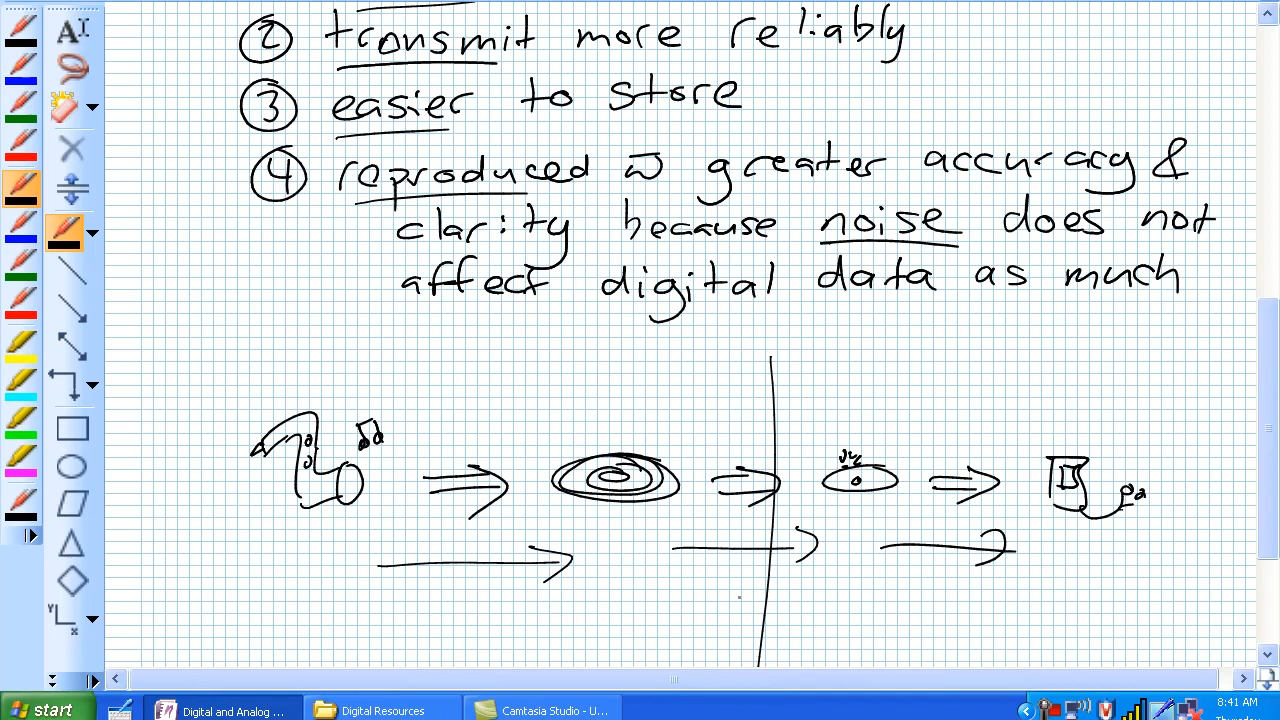 ② transmit more reliably
③ easier to store
④ reproduced w greater accuracy &
clarity because noise does not
affect digital data as much
start
Digital and Analog ...
Digital Resources
Camtasia Studio - U...
8:41 AM